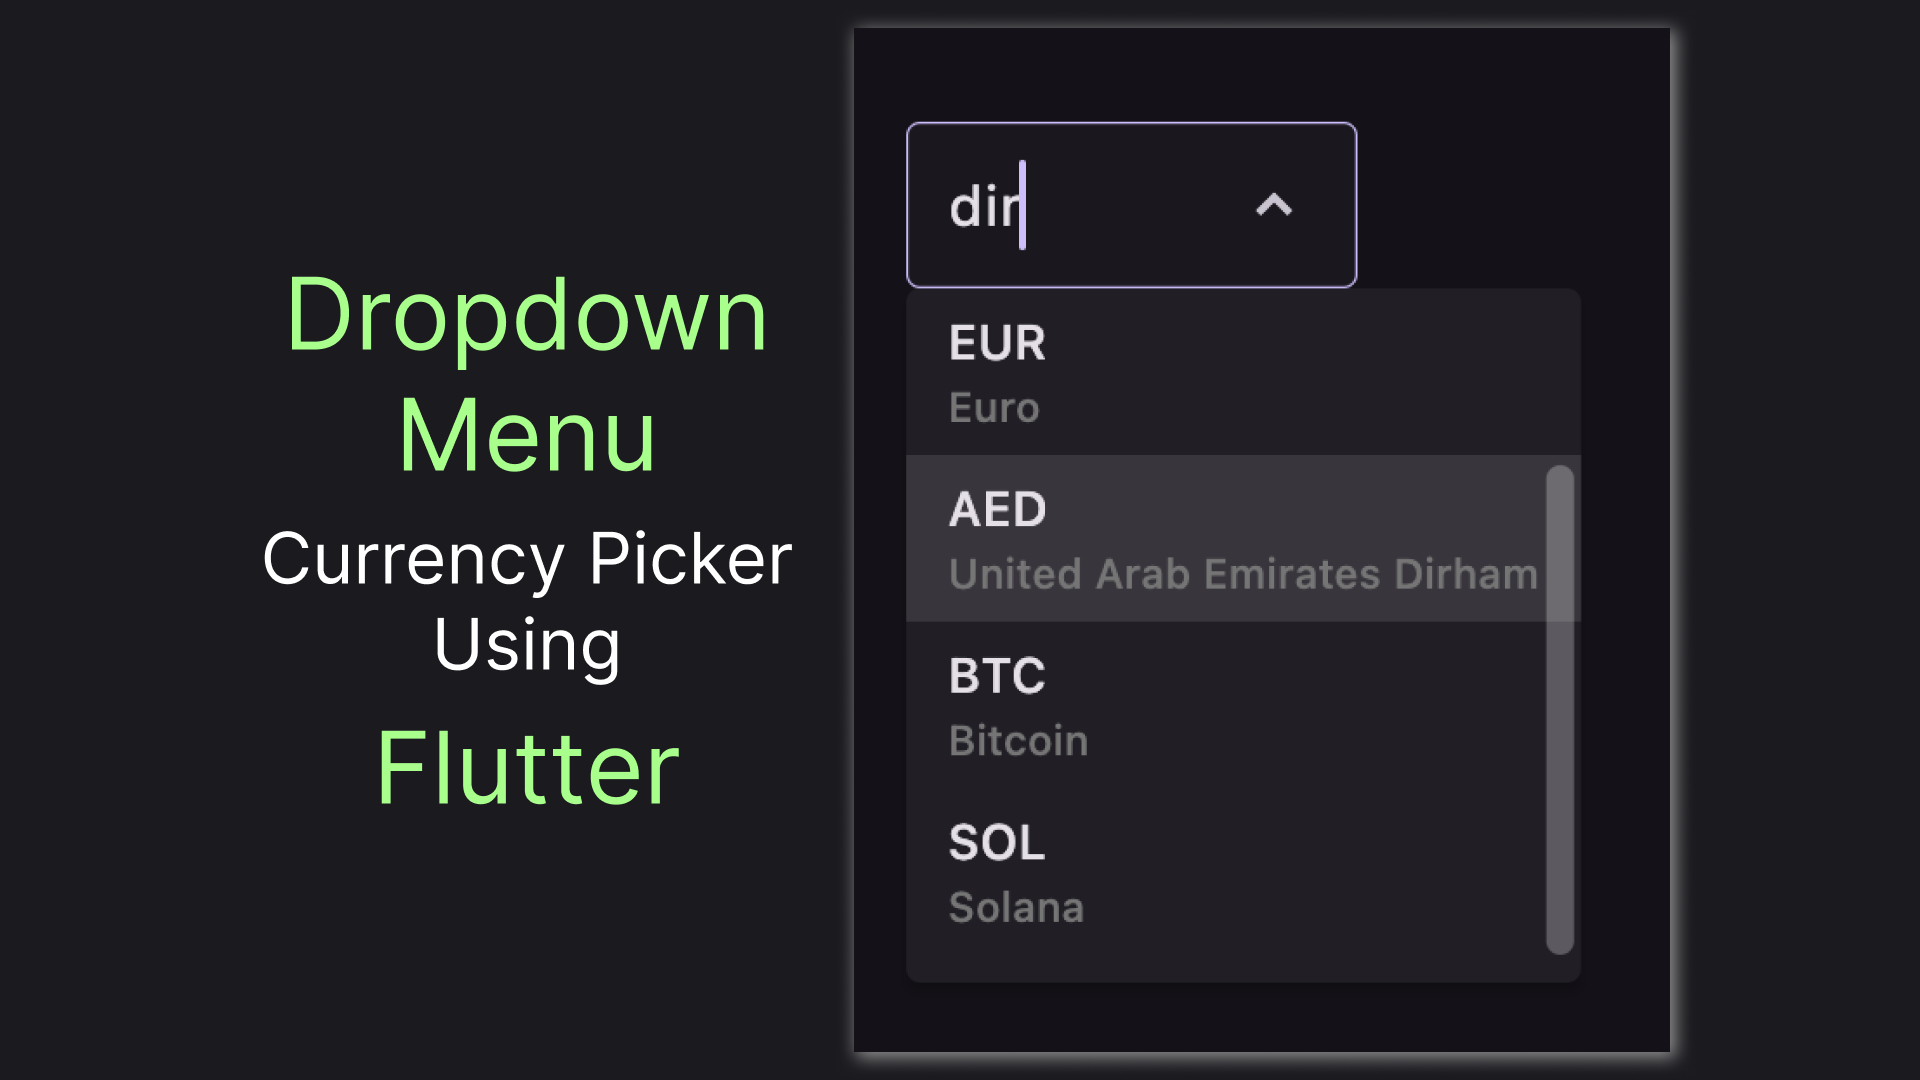 Dropdown
Menu
Currency Picker
Using
Flutter
dir
EUR
Euro
AED
United Arab Emirates Dirham
BTC
Bitcoin
SOL
Solana